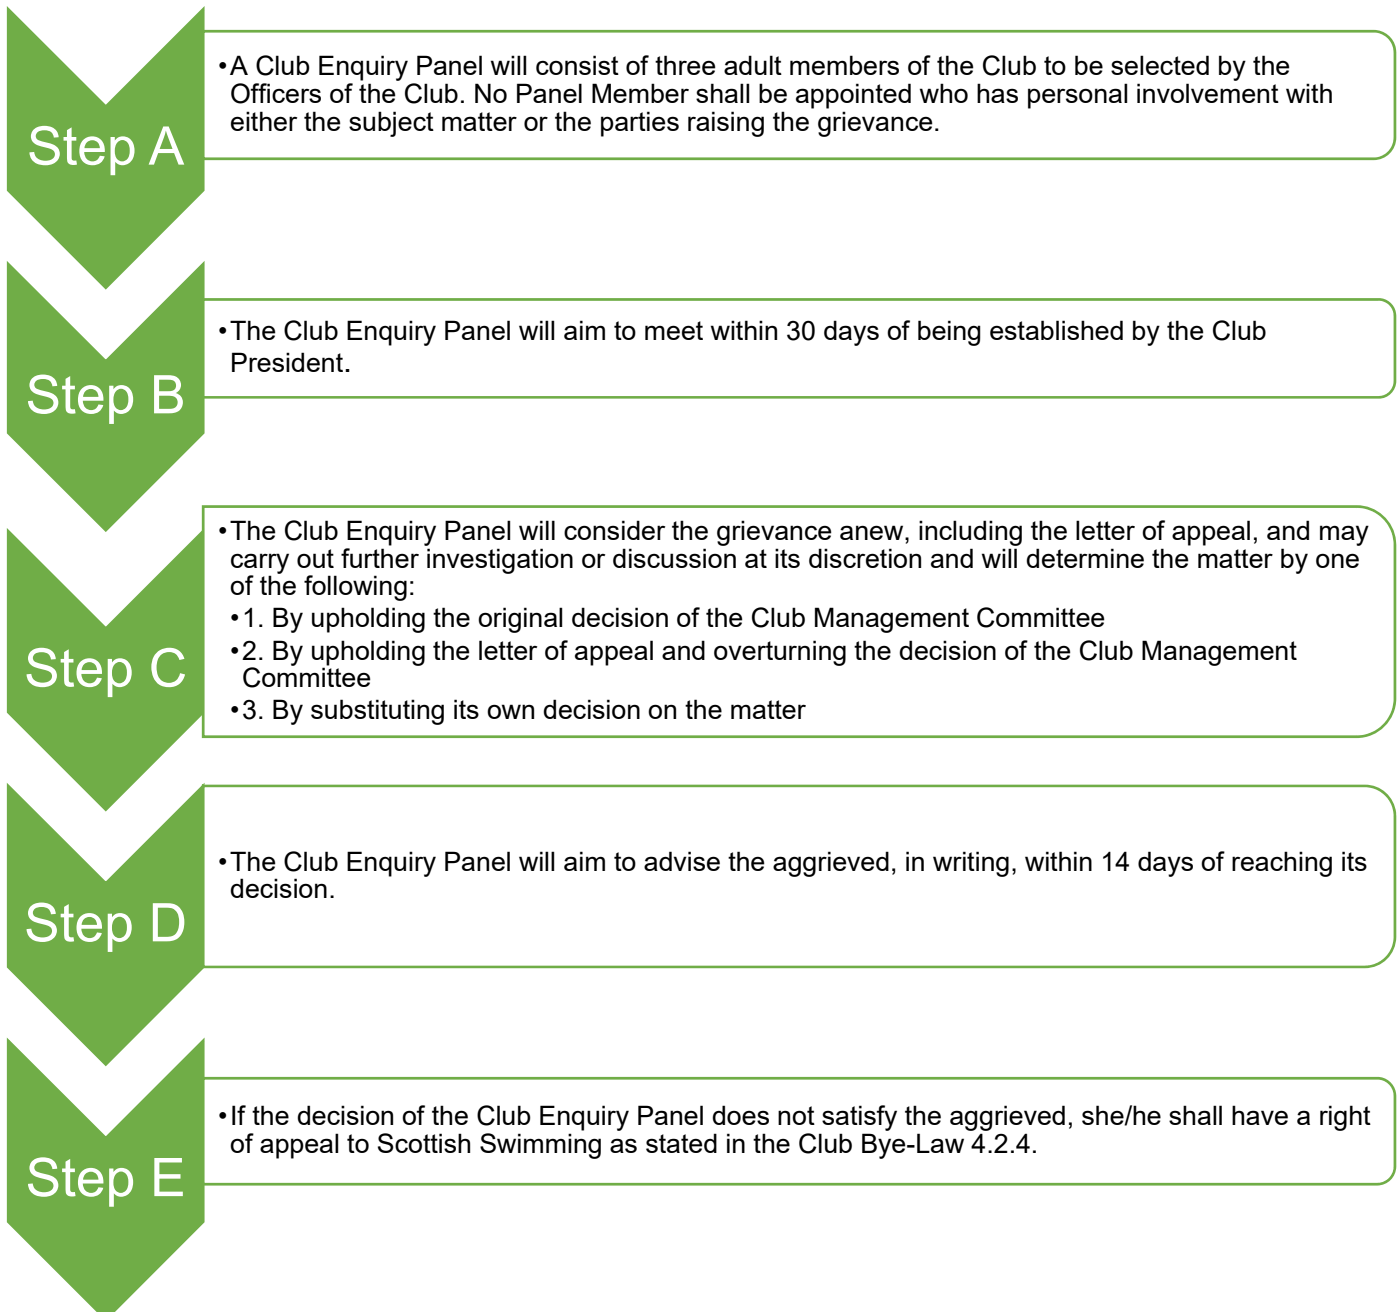 Step A
•A Club Enquiry Panel will consist of three adult members of the Club to be selected by the
Officers of the Club. No Panel Member shall be appointed who has personal involvement with
either the subject matter or the parties raising the grievance.
Step B
•The Club Enquiry Panel will aim to meet within 30 days of being established by the Club
President.
Step C
•The Club Enquiry Panel will consider the grievance anew, including the letter of appeal, and may
carry out further investigation or discussion at its discretion and will determine the matter by one
of the following:
•1. By upholding the original decision of the Club Management Committee
•2. By upholding the letter of appeal and overturning the decision of the Club Management
Committee
•3. By substituting its own decision on the matter
Step D
•The Club Enquiry Panel will aim to advise the aggrieved, in writing, within 14 days of reaching its
decision.
Step E
•If the decision of the Club Enquiry Panel does not satisfy the aggrieved, she/he shall have a right
of appeal to Scottish Swimming as stated in the Club Bye-Law 4.2.4.